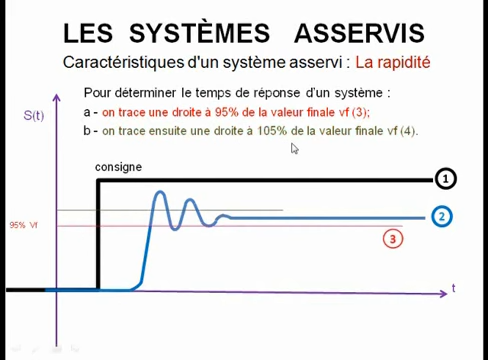 LES SYSTÈMES ASSERVIS
Caractéristiques d'un système asservi : La rapidité
Pour déterminer le temps de réponse d'un système :
a - on trace une droite à 95% de la valeur finale vf (3);
b - on trace ensuite une droite à 105% de la valeur finale vf (4).
S(t)
consigne
1
2
95% Vf
3
t